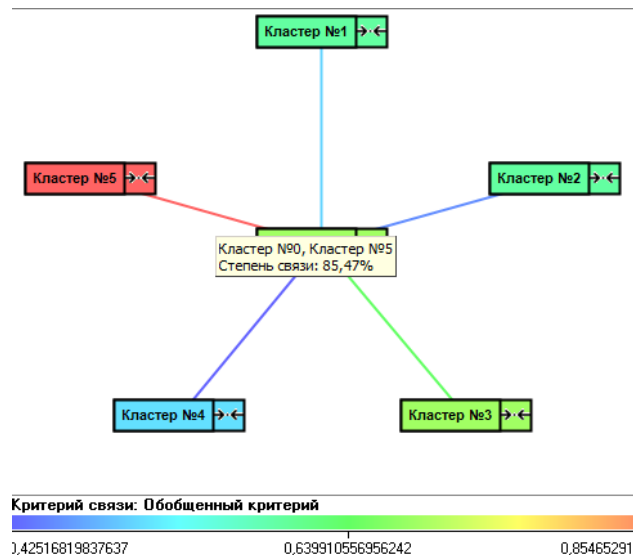 Кластер №1
Кластер №5
Кластер №2
Кластер №0, Кластер №5
Степень связи: 85,47%
Кластер №4
Кластер №3
Критерий связи: Обобщенный критерий
),42516819837637 0,639910556956242 0,85465291